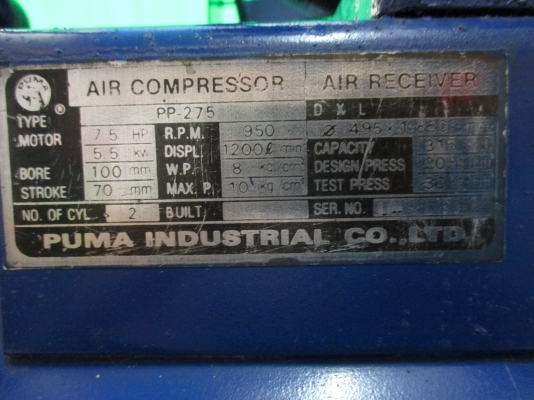 PUMA
®
AIR COMPRESSOR AIR RECEIVER
TYPE PP-275 D X L
MOTOR 7.5 HP R.P.M. 950 ø 495
5.5 kw DISPL 1200ℓ/min CAPACITY
BORE 100 mm W.P. 8 kg/cm² DESIGN PRESS
STROKE 70 mm MAX. P. 10 kg/cm² TEST PRESS
NO. OF CYL. 2 BUILT SER. NO.
PUMA INDUSTRIAL CO.,LTD.